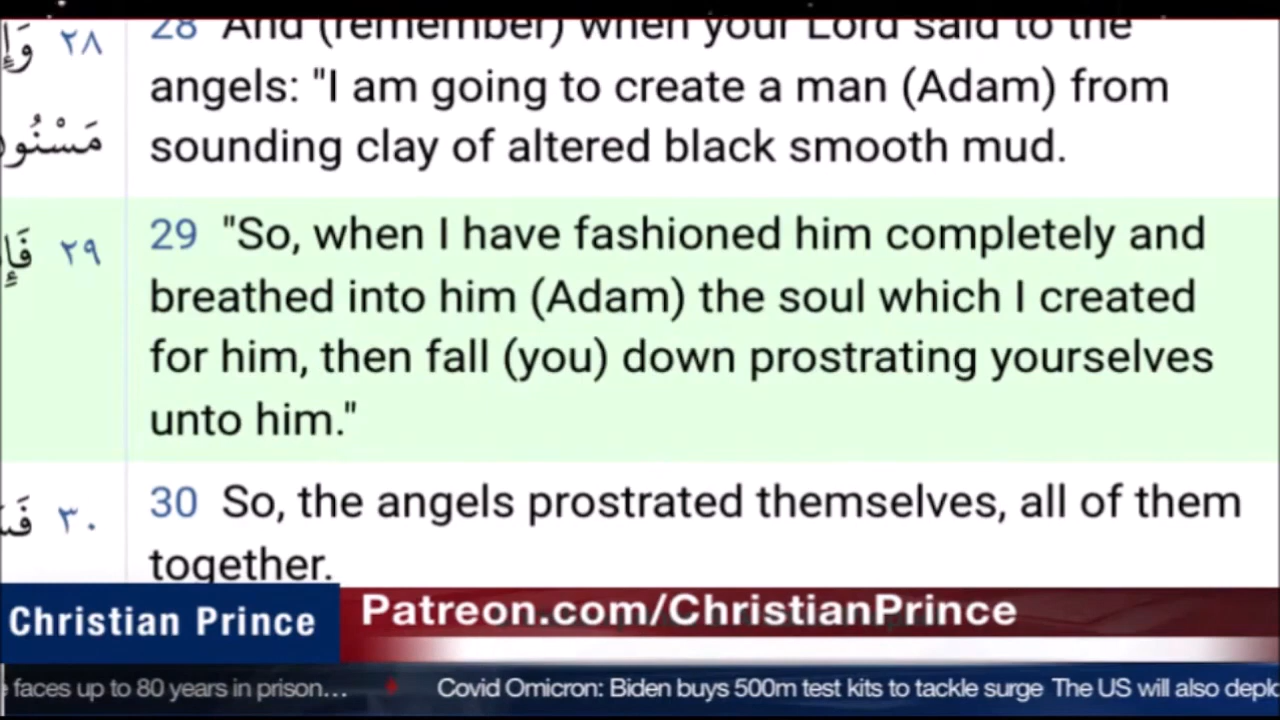 28 And (remember) when your Lord said to the
٢٨
angels: "I am going to create a man (Adam) from
sounding clay of altered black smooth mud.
29 "So, when I have fashioned him completely and
٢٩
breathed into him (Adam) the soul which I created
for him, then fall (you) down prostrating yourselves
unto him."
30 So, the angels prostrated themselves, all of them
٣٠
together.
Christian Prince
Patreon.com/ChristianPrince
faces up to 80 years in prison...
Covid Omicron: Biden buys 500m test kits to tackle surge The US will also